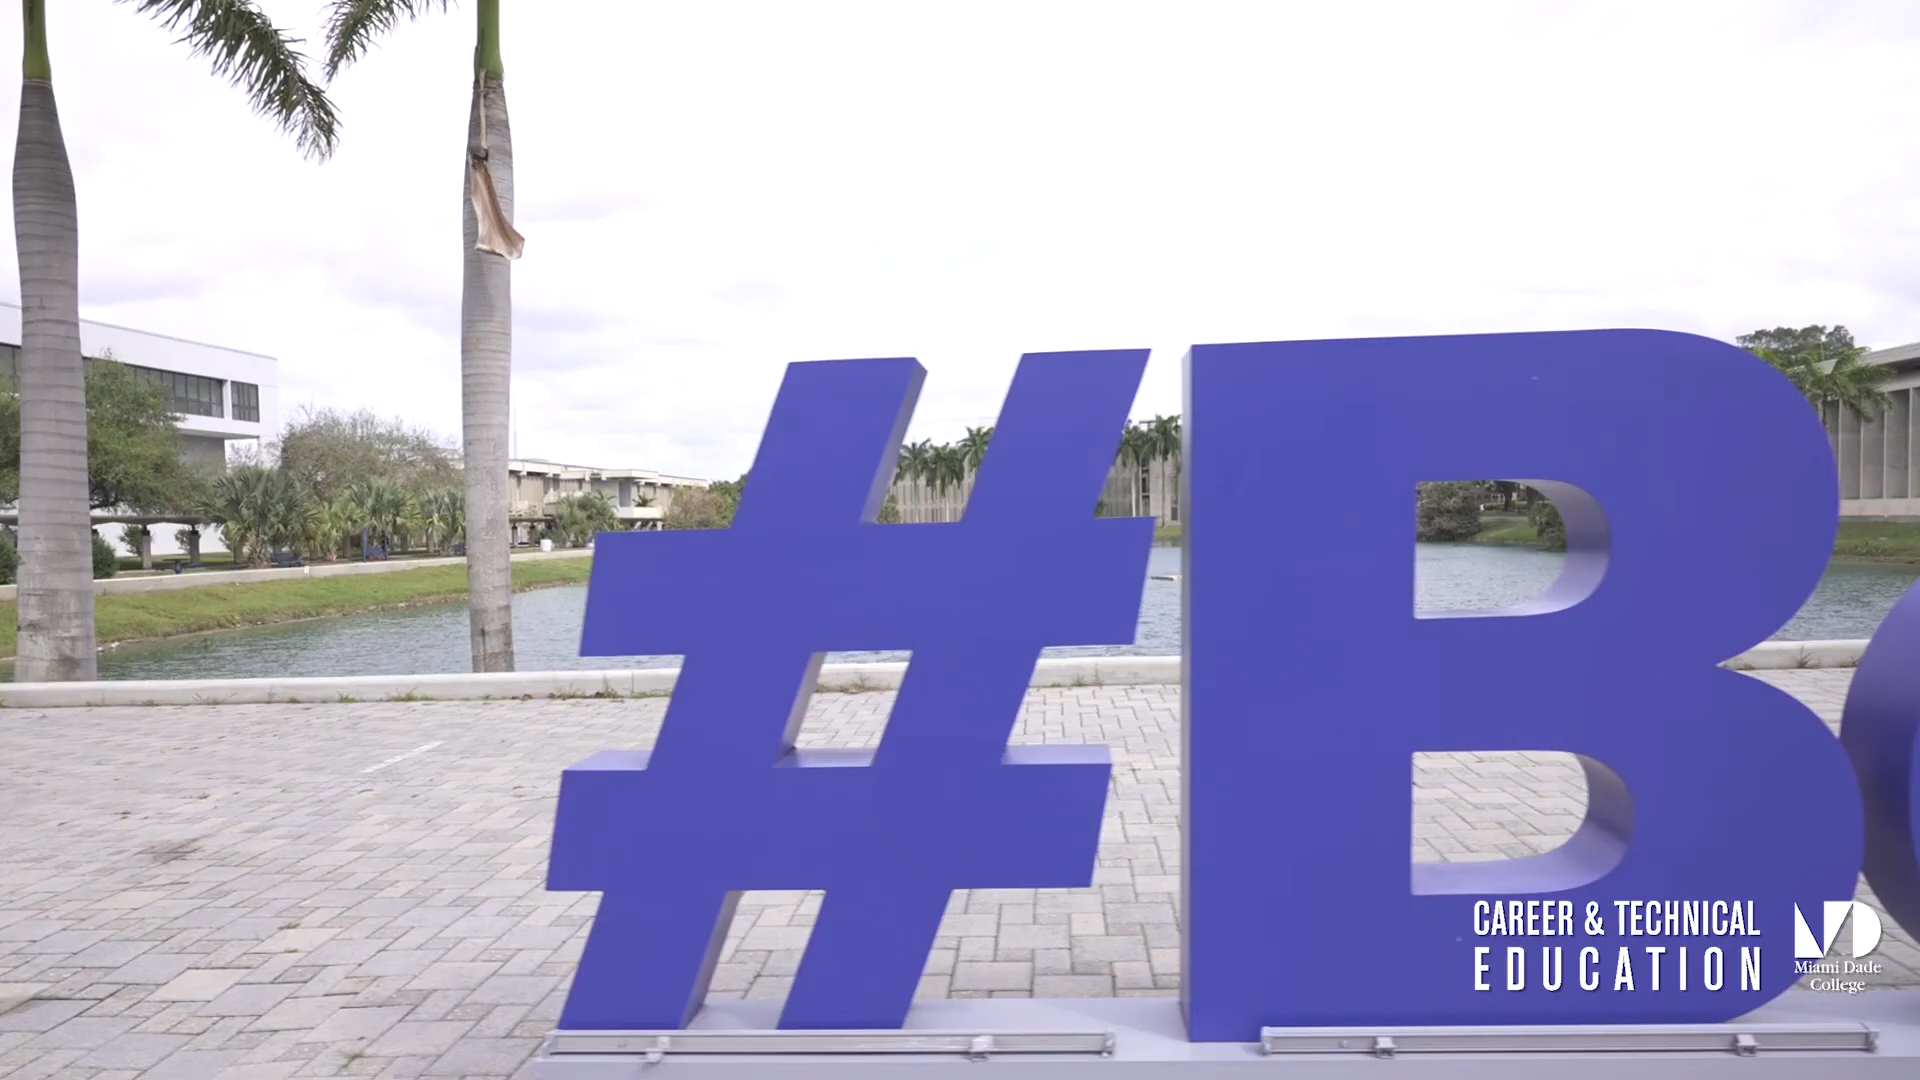 #B
CAREER & TECHNICAL
EDUCATION
Miami Dade
College